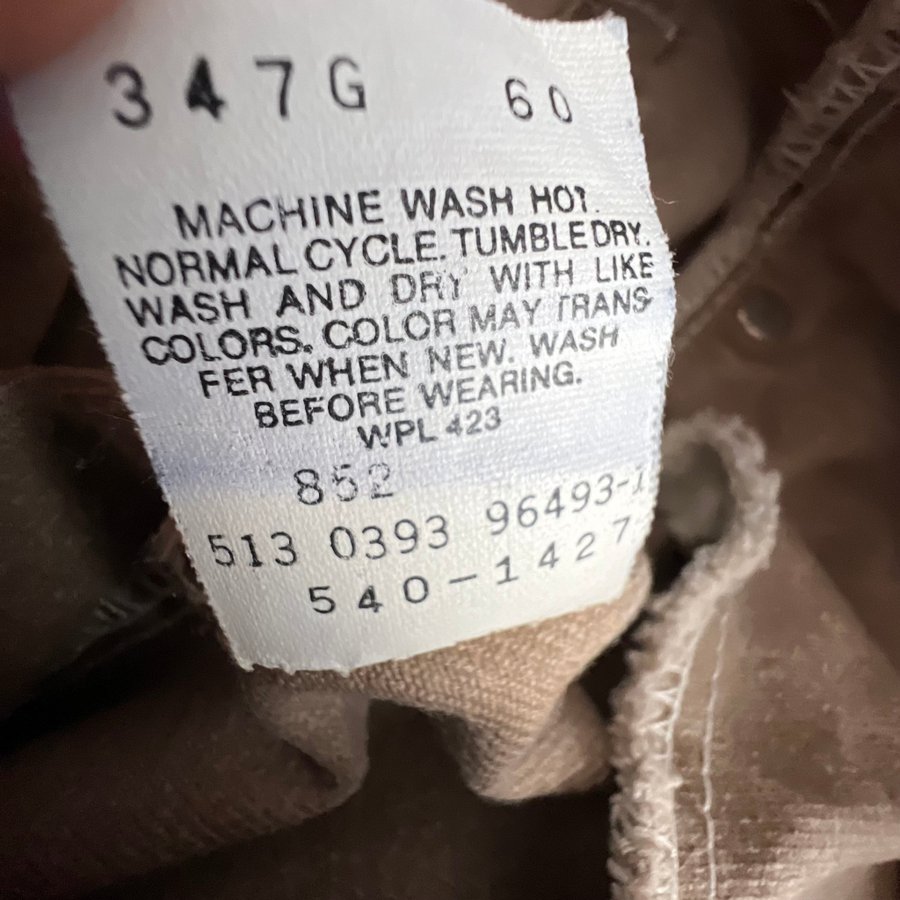 347G 60
MACHINE WASH HOT.
NORMAL CYCLE. TUMBLE DRY.
WASH AND DRY WITH LIKE
COLORS. COLOR MAY TRANS-
FER WHEN NEW. WASH
BEFORE WEARING.
WPL 423
852
513 0393 96493-1
540-1427